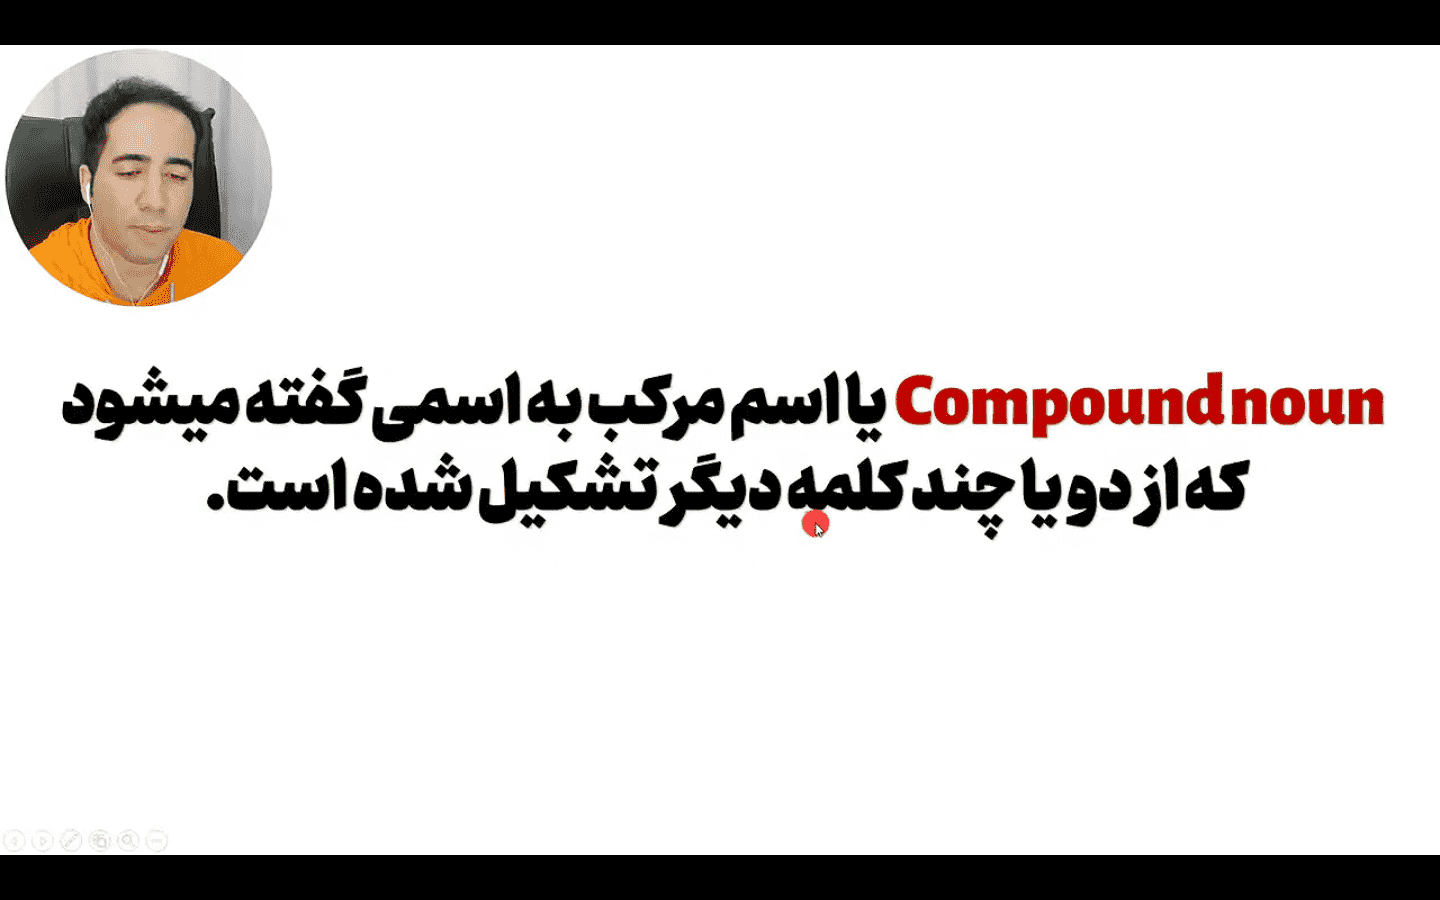 Compound noun یا اسم مرکب به اسمی گفته میشود
که از دو یا چند کلمه دیگر تشکیل شده است.